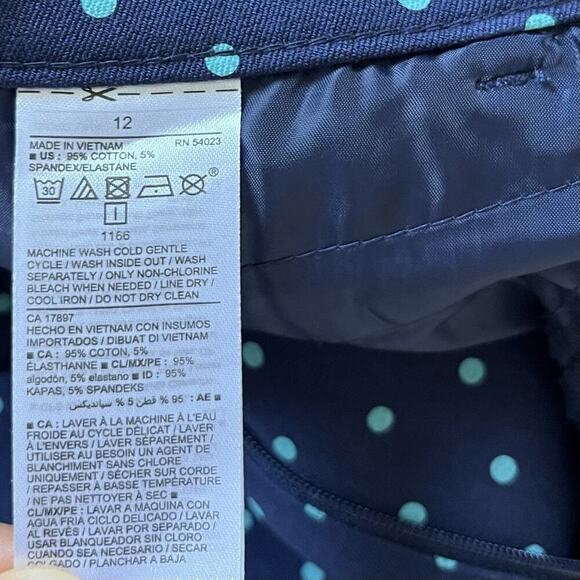 12
MADE IN VIETNAM RN 54023
■ US : 95% COTTON, 5%
SPANDEX/ELASTANE
30 ®
1166
MACHINE WASH COLD GENTLE
CYCLE / WASH INSIDE OUT / WASH
SEPARATELY / ONLY NON-CHLORINE
BLEACH WHEN NEEDED / LINE DRY /
COOL IRON / DO NOT DRY CLEAN
CA 17897
HECHO EN VIETNAM CON INSUMOS
IMPORTADOS / DIBUAT DI VIETNAM
■ CA : 95% COTON, 5%
ÉLASTHANNE ■ CL/MX/PE : 95%
algodón, 5% elastano ■ ID : 95%
KAPAS, 5% SPANDEKS
■ AE : 95 % قطن 5 % سبانديكس
■ CA : LAVER À LA MACHINE À L'EAU
FROIDE AU CYCLE DÉLICAT / LAVER
À L'ENVERS / LAVER SÉPARÉMENT /
UTILISER AU BESOIN UN AGENT DE
BLANCHIMENT SANS CHLORE
UNIQUEMENT / SÉCHER SUR CORDE
/ REPASSER À BASSE TEMPÉRATURE
/ NE PAS NETTOYER À SEC ■
CL/MX/PE : LAVAR A MAQUINA CON
AGUA FRIA CICLO DELICADO / LAVAR
AL REVÉS / LAVAR POR SEPARADO /
USAR BLANQUEADOR SIN CLORO
CUANDO SEA NECESARIO / SECAR
COLGADO / PLANCHAR A BAJA